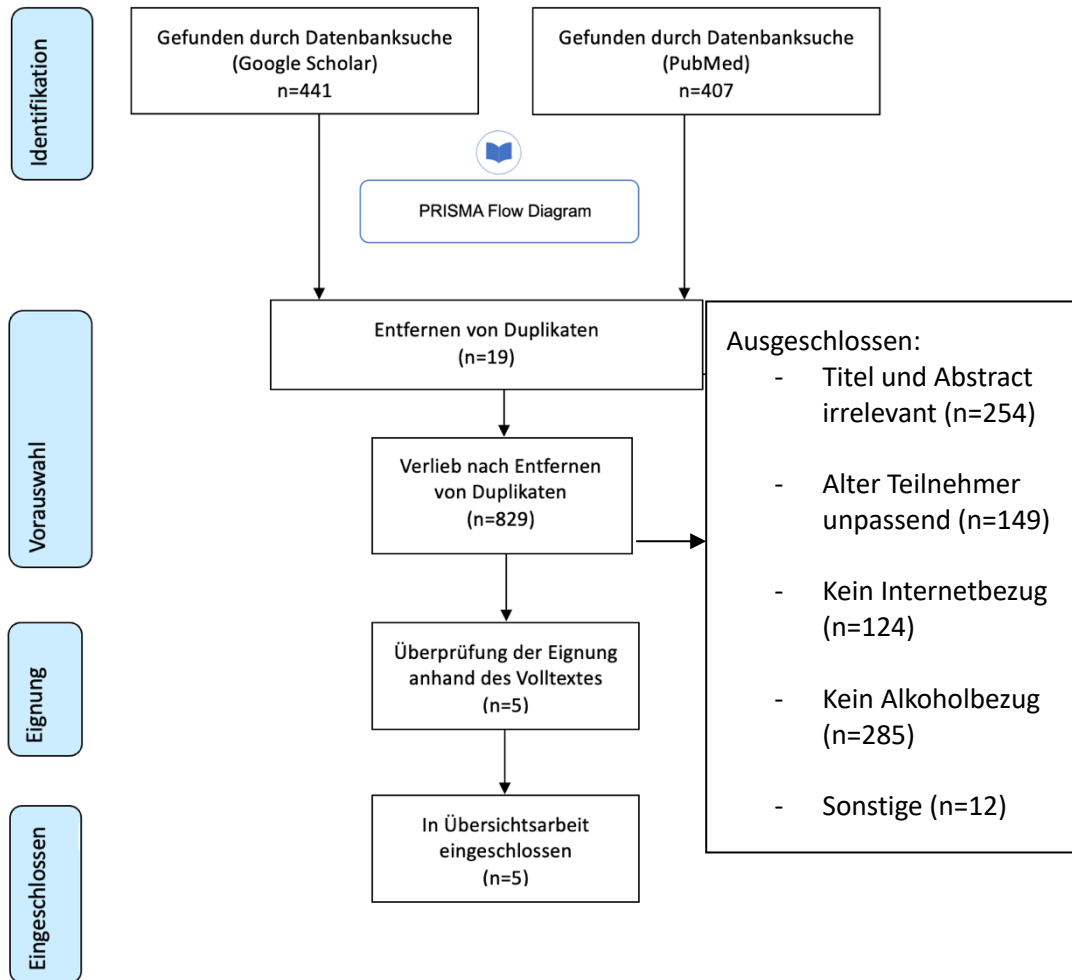 Identifikation
Gefunden durch Datenbanksuche
(Google Scholar)
n=441
Gefunden durch Datenbanksuche
(PubMed)
n=407
PRISMA Flow Diagram
Vorauswahl
Entfernen von Duplikaten
(n=19)
Verlieb nach Entfernen
von Duplikaten
(n=829)
Ausgeschlossen:
- Titel und Abstract
irrelevant (n=254)
- Alter Teilnehmer
unpassend (n=149)
- Kein Internetbezug
(n=124)
- Kein Alkoholbezug
(n=285)
- Sonstige (n=12)
Eignung
Überprüfung der Eignung
anhand des Volltextes
(n=5)
Eingeschlossen
In Übersichtsarbeit
eingeschlossen
(n=5)